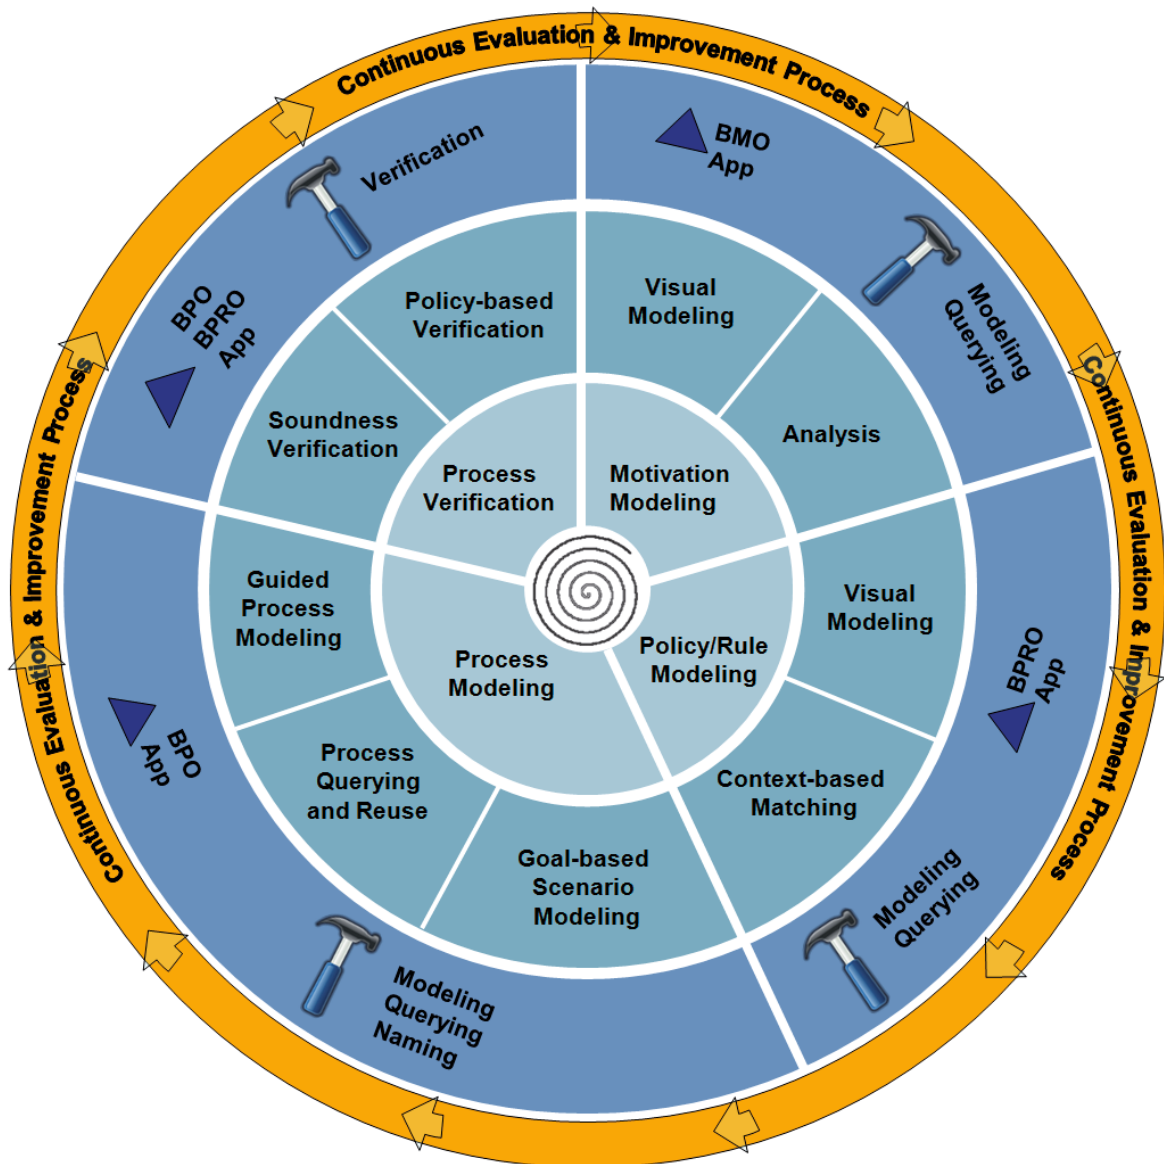 Continuous Evaluation & Improvement Process
Continuous Evaluation & Improvement Process
Continuous Evaluation & Improvement Process
BMO
App
Modeling
Querying
BPRO
App
Modeling
Querying
Modeling
Querying
Naming
BPO
App
BPO
BPRO
App
Verification
Visual
Modeling
Analysis
Visual
Modeling
Context-based
Matching
Goal-based
Scenario
Modeling
Process
Querying
and Reuse
Guided
Process
Modeling
Soundness
Verification
Policy-based
Verification
Motivation
Modeling
Policy/Rule
Modeling
Process
Modeling
Process
Verification